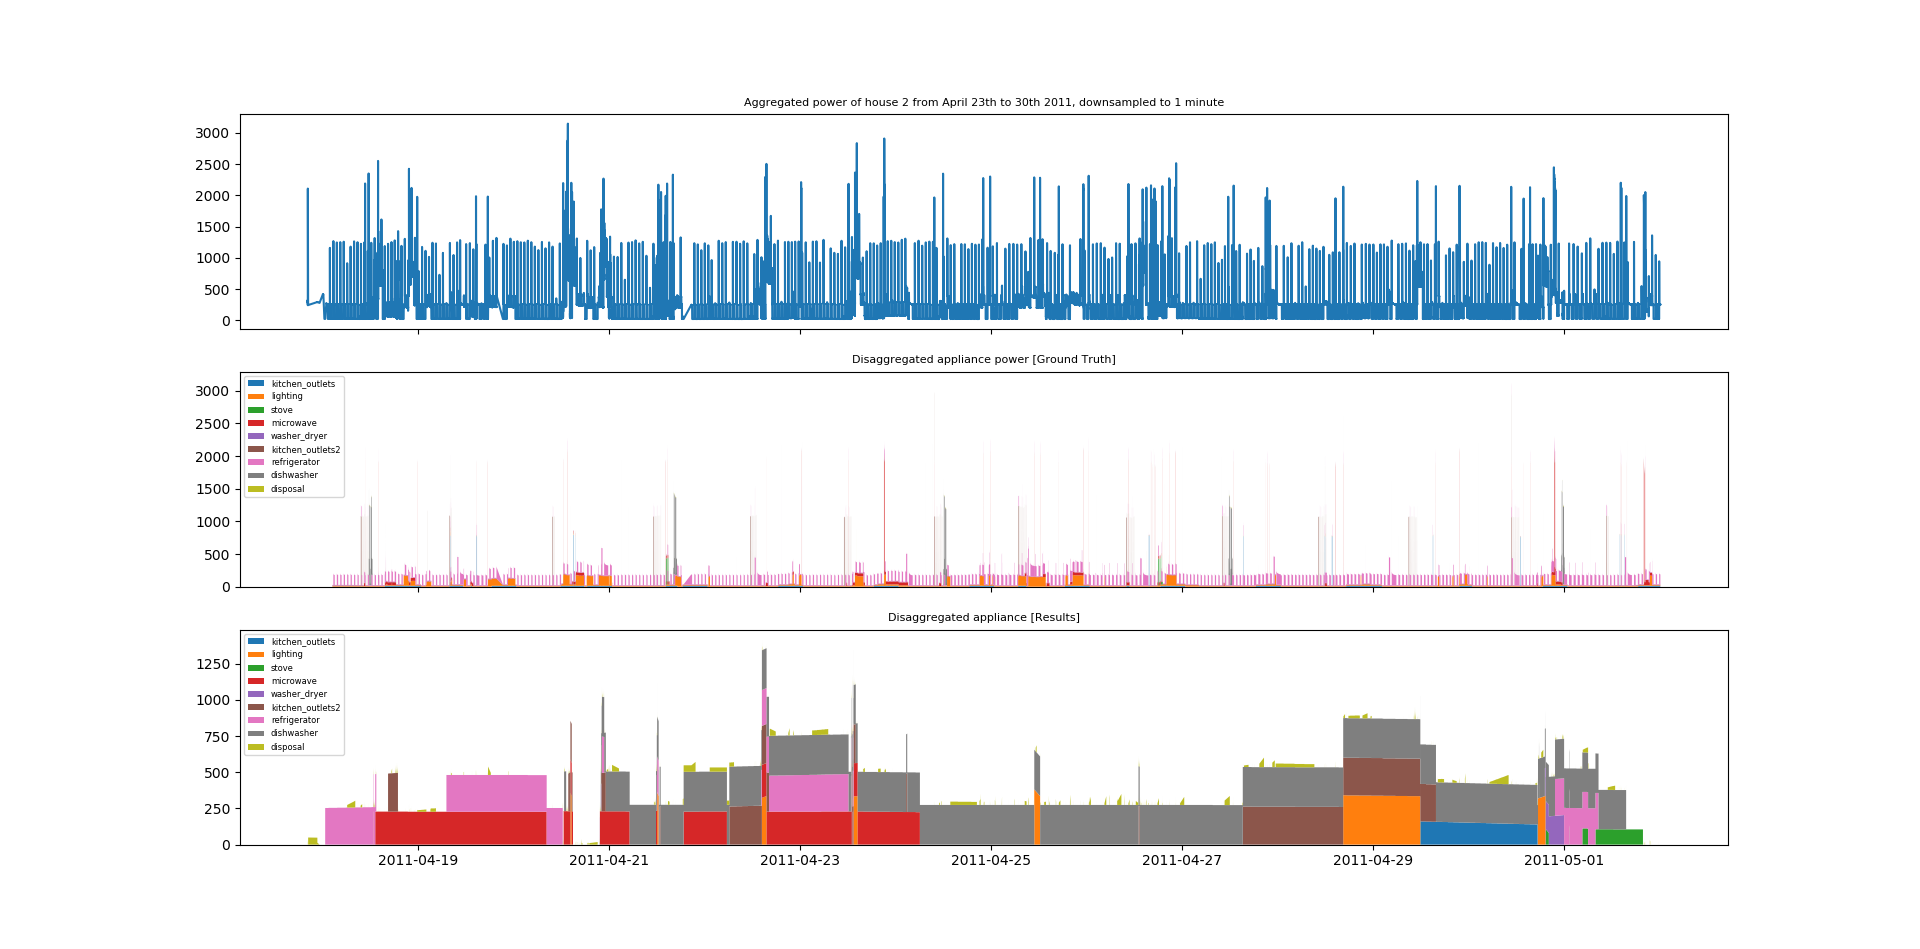 Aggregated power of house 2 from April 23th to 30th 2011, downsampled to 1 minute
3000
2500
2000
1500
1000
500
0
Disaggregated appliance power [Ground Truth]
3000
2500
2000
1500
1000
500
0
kitchen_outlets
lighting
stove
microwave
washer_dryer
kitchen_outlets2
refrigerator
dishwasher
disposal
Disaggregated appliance [Results]
1250
1000
750
500
250
0
kitchen_outlets
lighting
stove
microwave
washer_dryer
kitchen_outlets2
refrigerator
dishwasher
disposal
2011-04-19 2011-04-21 2011-04-23 2011-04-25 2011-04-27 2011-04-29 2011-05-01